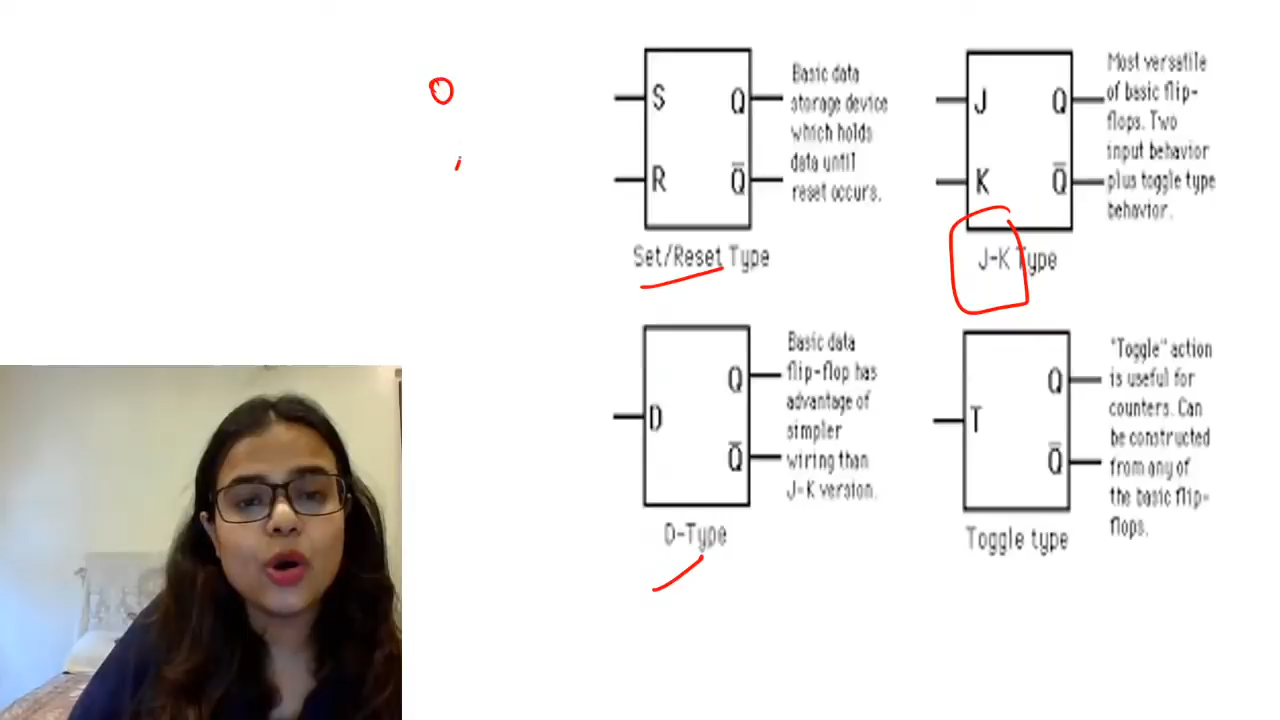 O
S
Q
R
Q̅
Basic data
storage device
which holds
data until
reset occurs.
Set/Reset Type
J
Q
K
Q̅
Most versatile
of basic flip-
flops. Two
input behavior
plus toggle type
behavior.
J-K Type
D
Q
Q̅
Basic data
flip-flop has
advantage of
simpler
wiring than
J-K version.
D-Type
T
Q
Q̅
"Toggle" action
is useful for
counters. Can
be constructed
from any of
the basic flip-
flops.
Toggle type